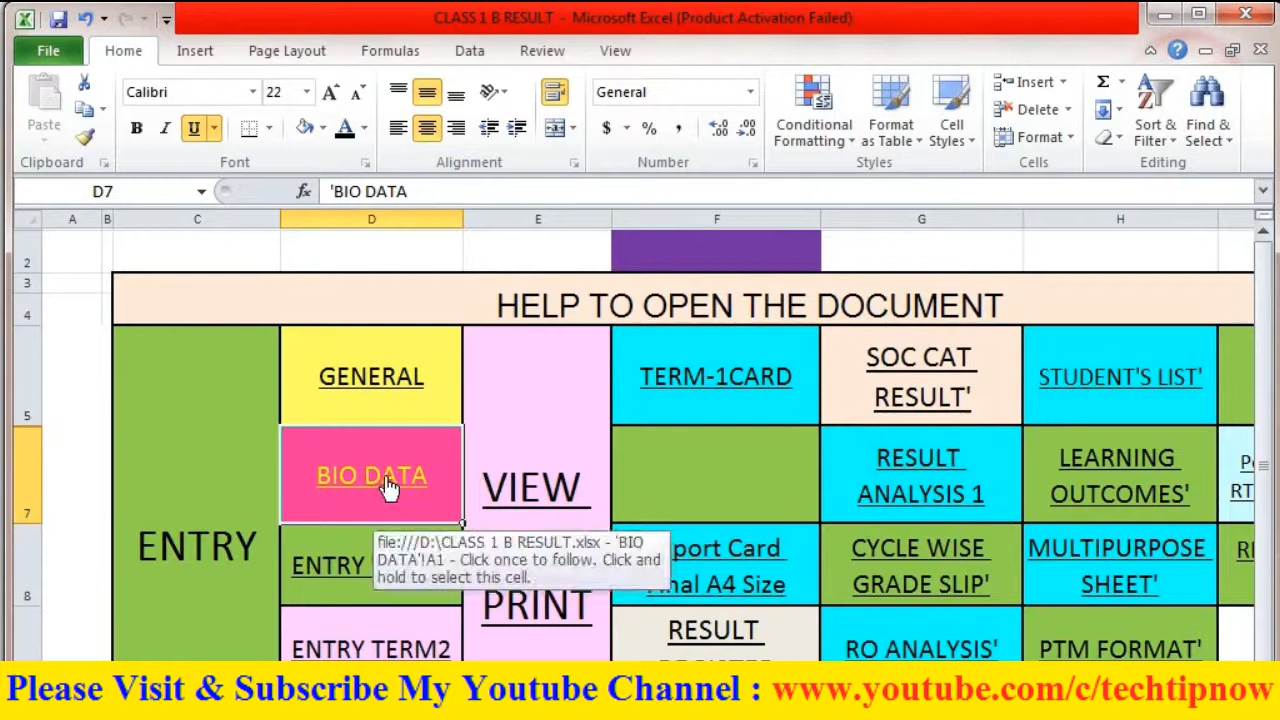 CLASS 1 B RESULT - Microsoft Excel (Product Activation Failed)
File Home Insert Page Layout Formulas Data Review View
Calibri 22 General Insert
Paste Conditional Formatting Format as Table Cell Styles Delete Sort & Filter Find & Select
B I U $ % , Format
Clipboard Font Alignment Number Styles Cells Editing
D7 fx 'BIO DATA
A B C D E F G H
2
3
4 HELP TO OPEN THE DOCUMENT
GENERAL TERM-1CARD SOC CAT RESULT' STUDENT'S LIST'
5
BIO DATA VIEW RESULT ANALYSIS 1 LEARNING OUTCOMES'
7
ENTRY
file:///D:\CLASS 1 B RESULT.xlsx - 'BIO
DATA'!A1 - Click once to follow. Click and
hold to select this cell.
ENTRY port Card CYCLE WISE GRADE SLIP' MULTIPURPOSE SHEET'
8 A4 Size
PRINT
ENTRY TERM2 RESULT RO ANALYSIS' PTM FORMAT'
Please Visit & Subscribe My Youtube Channel : www.youtube.com/c/techtipnow